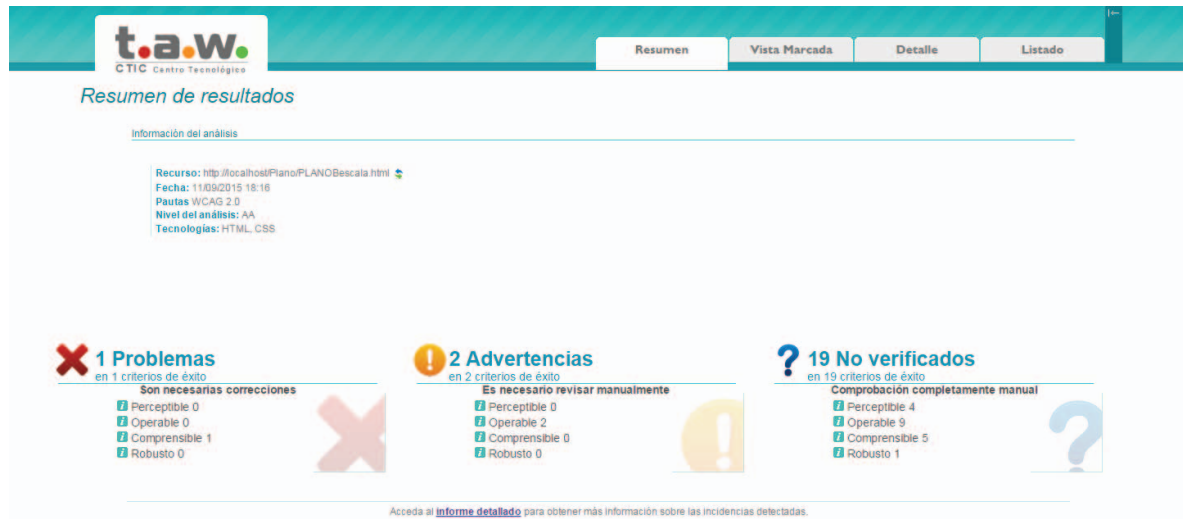 t.a.w.
CTIC Centro Tecnológico
Resumen
Vista Marcada
Detalle
Listado
Resumen de resultados
Información del análisis
Recurso: http://localhost/Plano/PLANOBescala.html
Fecha: 11/09/2015 18:16
Pautas WCAG 2.0
Nivel del análisis: AA
Tecnologías: HTML, CSS
1 Problemas
en 1 criterios de éxito
Son necesarias correcciones
Perceptible 0
Operable 0
Comprensible 1
Robusto 0
2 Advertencias
en 2 criterios de éxito
Es necesario revisar manualmente
Perceptible 0
Operable 2
Comprensible 0
Robusto 0
19 No verificados
en 19 criterios de éxito
Comprobación completamente manual
Perceptible 4
Operable 9
Comprensible 5
Robusto 1
Acceda al informe detallado para obtener más información sobre las incidencias detectadas.